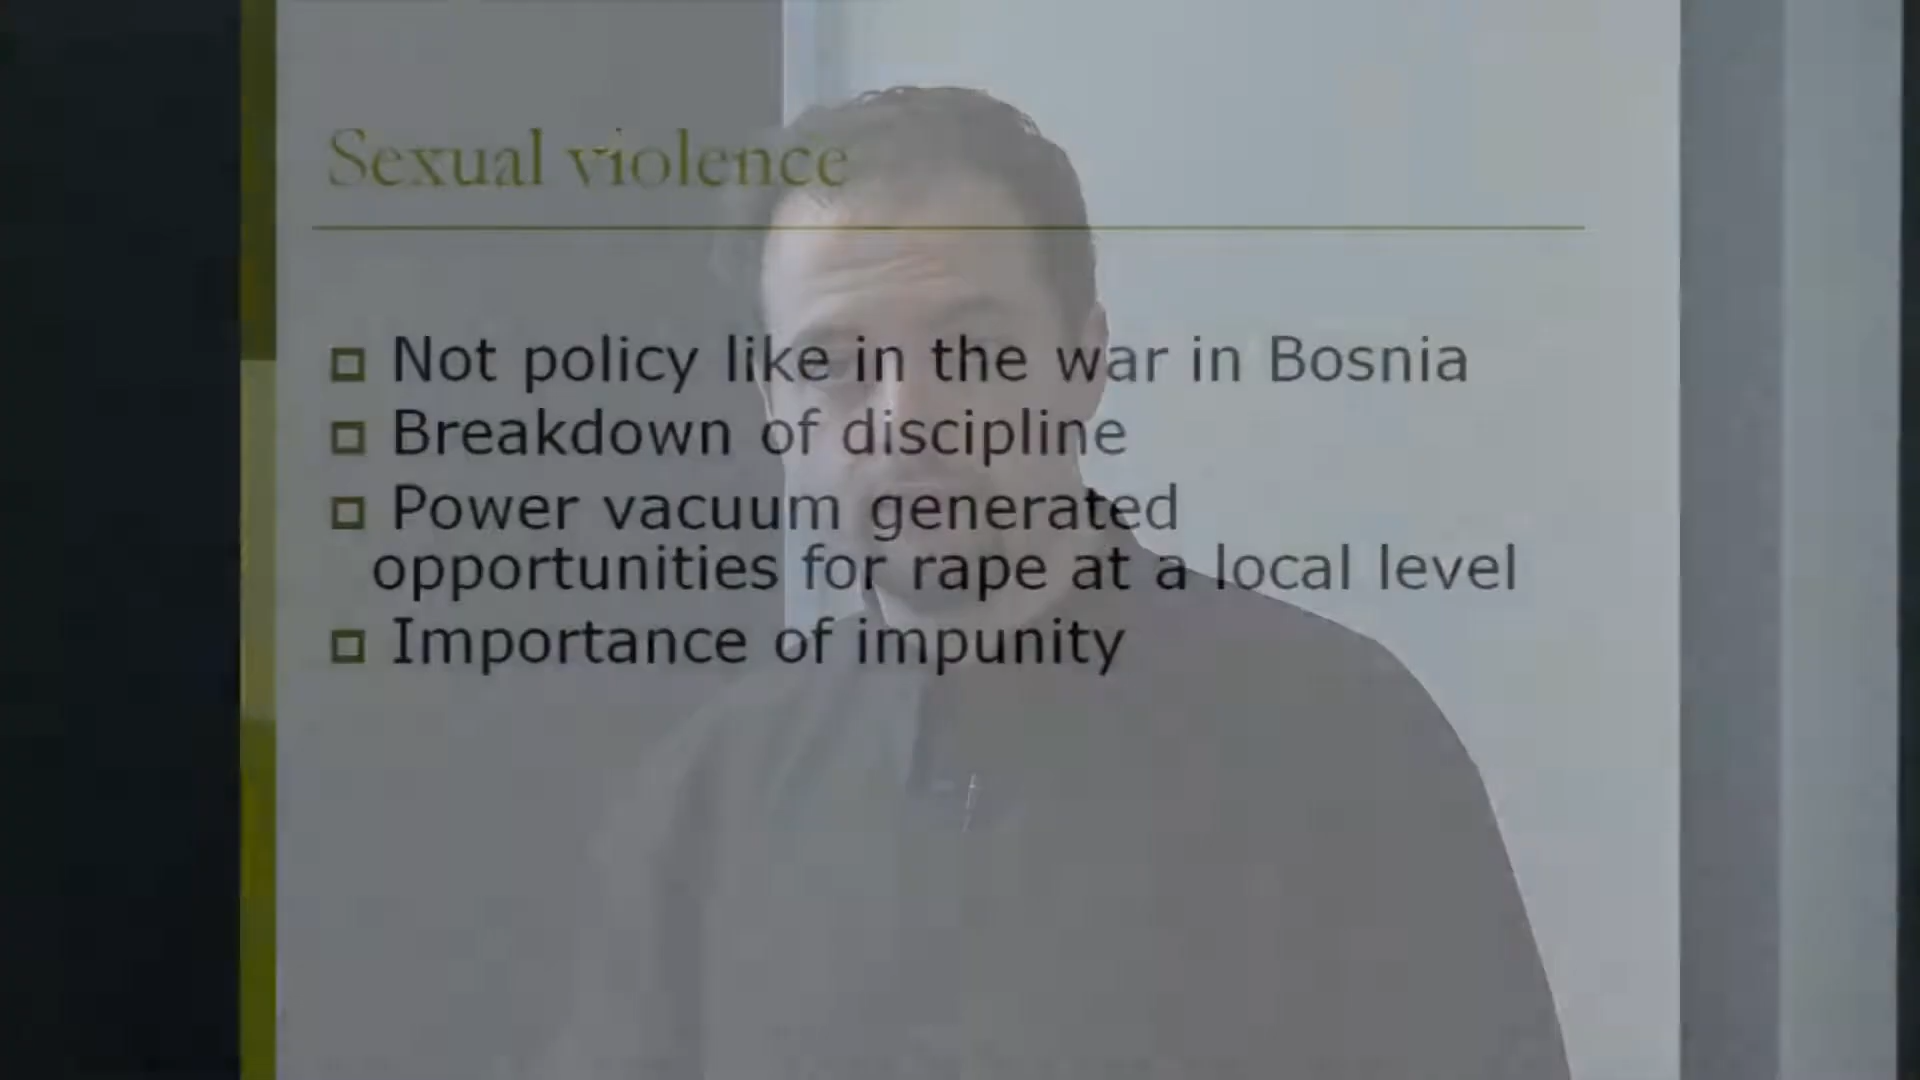 Sexual violence
Not policy like in the war in Bosnia
Breakdown of discipline
Power vacuum generated
opportunities for rape at a local level
Importance of impunity